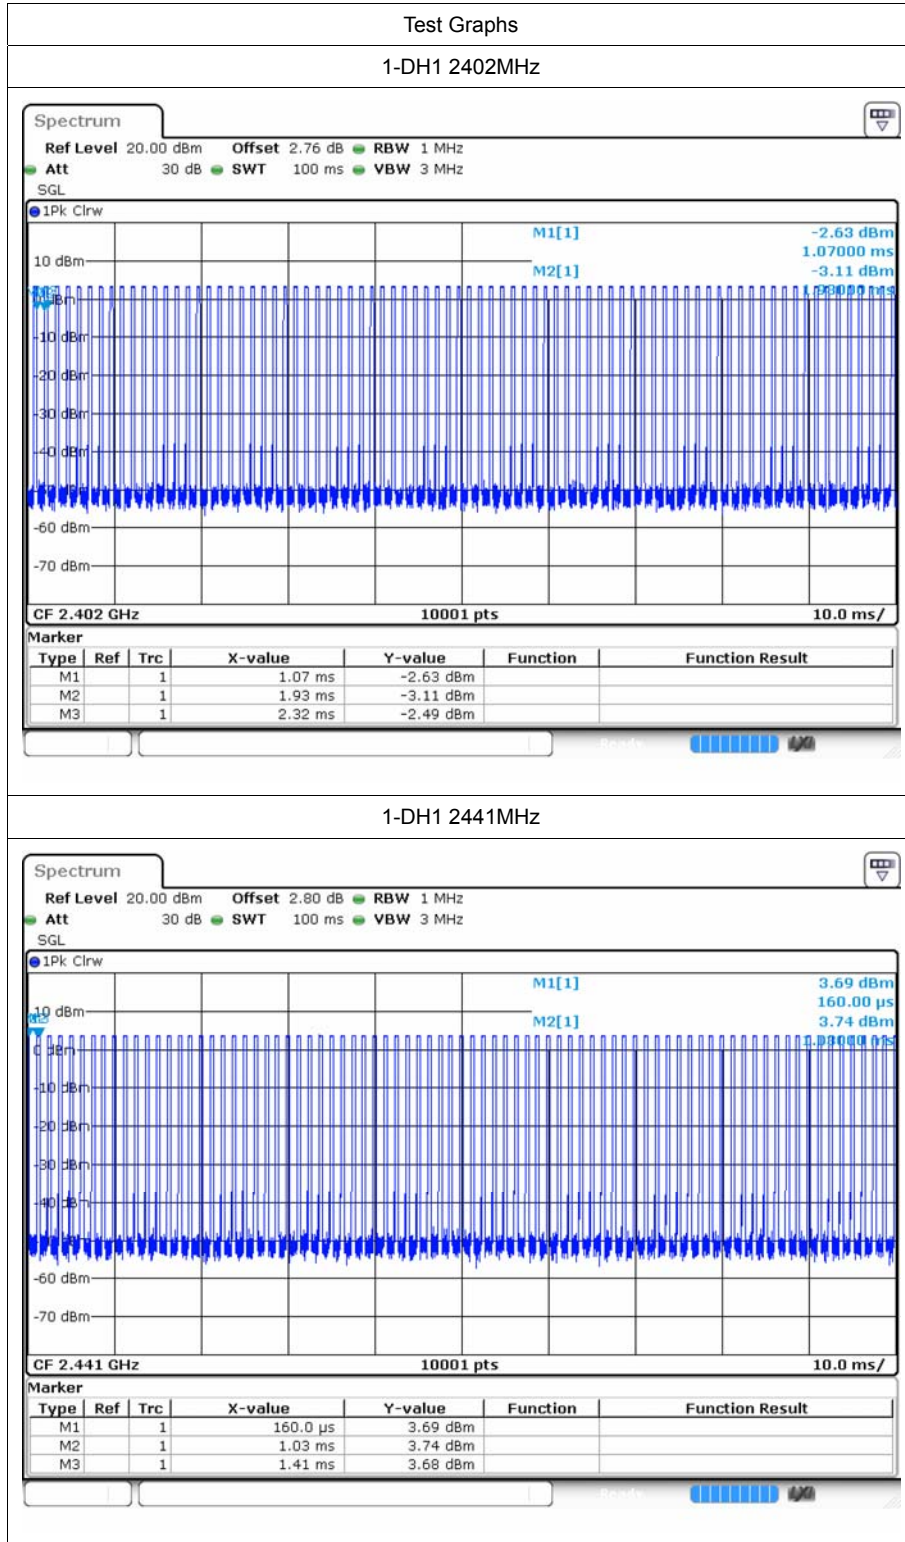 Test Graphs
1-DH1 2402MHz
Spectrum
Ref Level 20.00 dBm Offset 2.76 dB RBW 1 MHz
Att 30 dB SWT 100 ms VBW 3 MHz
SGL
1Pk Clrw
M1[1] -2.63 dBm
1.07000 ms
10 dBm
M2[1] -3.11 dBm
1.93000 ms
-10 dBm
-20 dBm
-30 dBm
-40 dBm
-60 dBm
-70 dBm
CF 2.402 GHz 10001 pts 10.0 ms/
Marker
Type Ref Trc X-value Y-value Function Function Result
M1 1 1.07 ms -2.63 dBm
M2 1 1.93 ms -3.11 dBm
M3 1 2.32 ms -2.49 dBm
Ready
1-DH1 2441MHz
Spectrum
Ref Level 20.00 dBm Offset 2.80 dB RBW 1 MHz
Att 30 dB SWT 100 ms VBW 3 MHz
SGL
1Pk Clrw
M1[1] 3.69 dBm
160.00 µs
10 dBm
M2[1] 3.74 dBm
1.03000 ms
0 dBm
-10 dBm
-20 dBm
-30 dBm
-40 dBm
-60 dBm
-70 dBm
CF 2.441 GHz 10001 pts 10.0 ms/
Marker
Type Ref Trc X-value Y-value Function Function Result
M1 1 160.0 µs 3.69 dBm
M2 1 1.03 ms 3.74 dBm
M3 1 1.41 ms 3.68 dBm
Ready